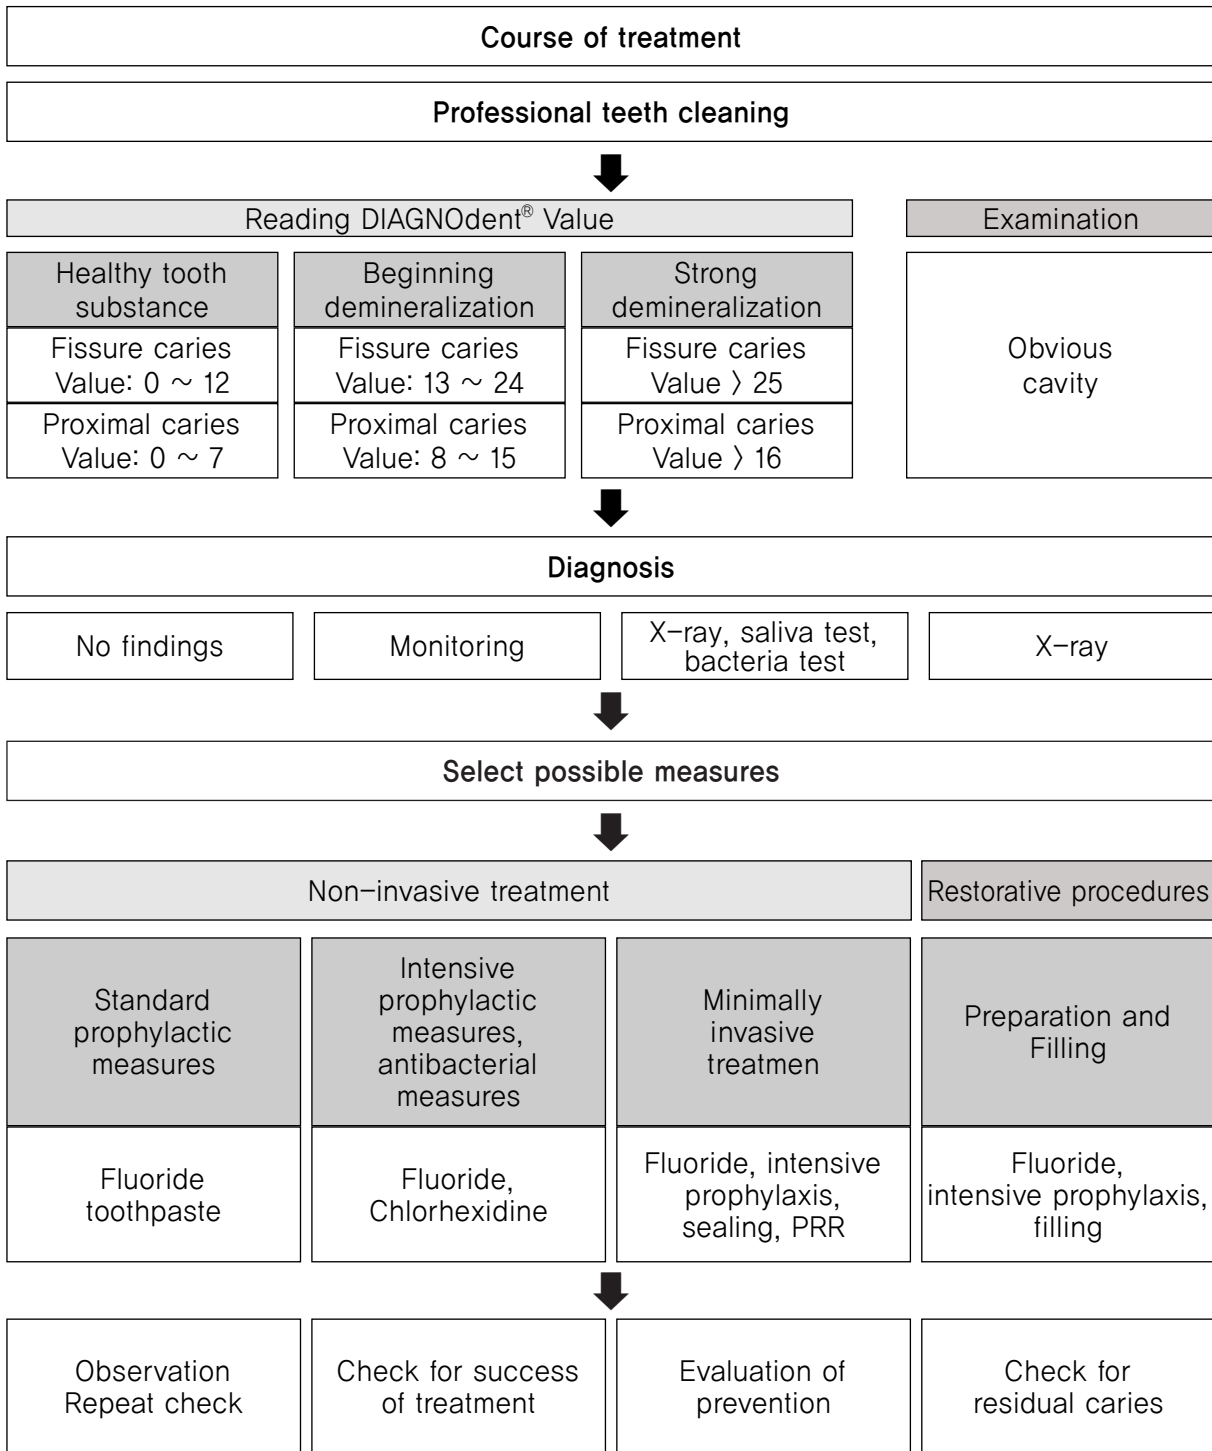 Course of treatment
Professional teeth cleaning
Reading DIAGNOdent® Value
Examination
Healthy tooth
substance
Beginning
demineralization
Strong
demineralization
Fissure caries
Value: 0 ~ 12
Fissure caries
Value: 13 ~ 24
Fissure caries
Value 〉 25
Obvious
cavity
Proximal caries
Value: 0 ~ 7
Proximal caries
Value: 8 ~ 15
Proximal caries
Value 〉 16
Diagnosis
No findings
Monitoring
X-ray, saliva test,
bacteria test
X-ray
Select possible measures
Non-invasive treatment
Restorative procedures
Standard
prophylactic
measures
Intensive
prophylactic
measures,
antibacterial
measures
Minimally
invasive
treatmen
Preparation and
Filling
Fluoride
toothpaste
Fluoride,
Chlorhexidine
Fluoride, intensive
prophylaxis,
sealing, PRR
Fluoride,
intensive prophylaxis,
filling
Observation
Repeat check
Check for success
of treatment
Evaluation of
prevention
Check for
residual caries